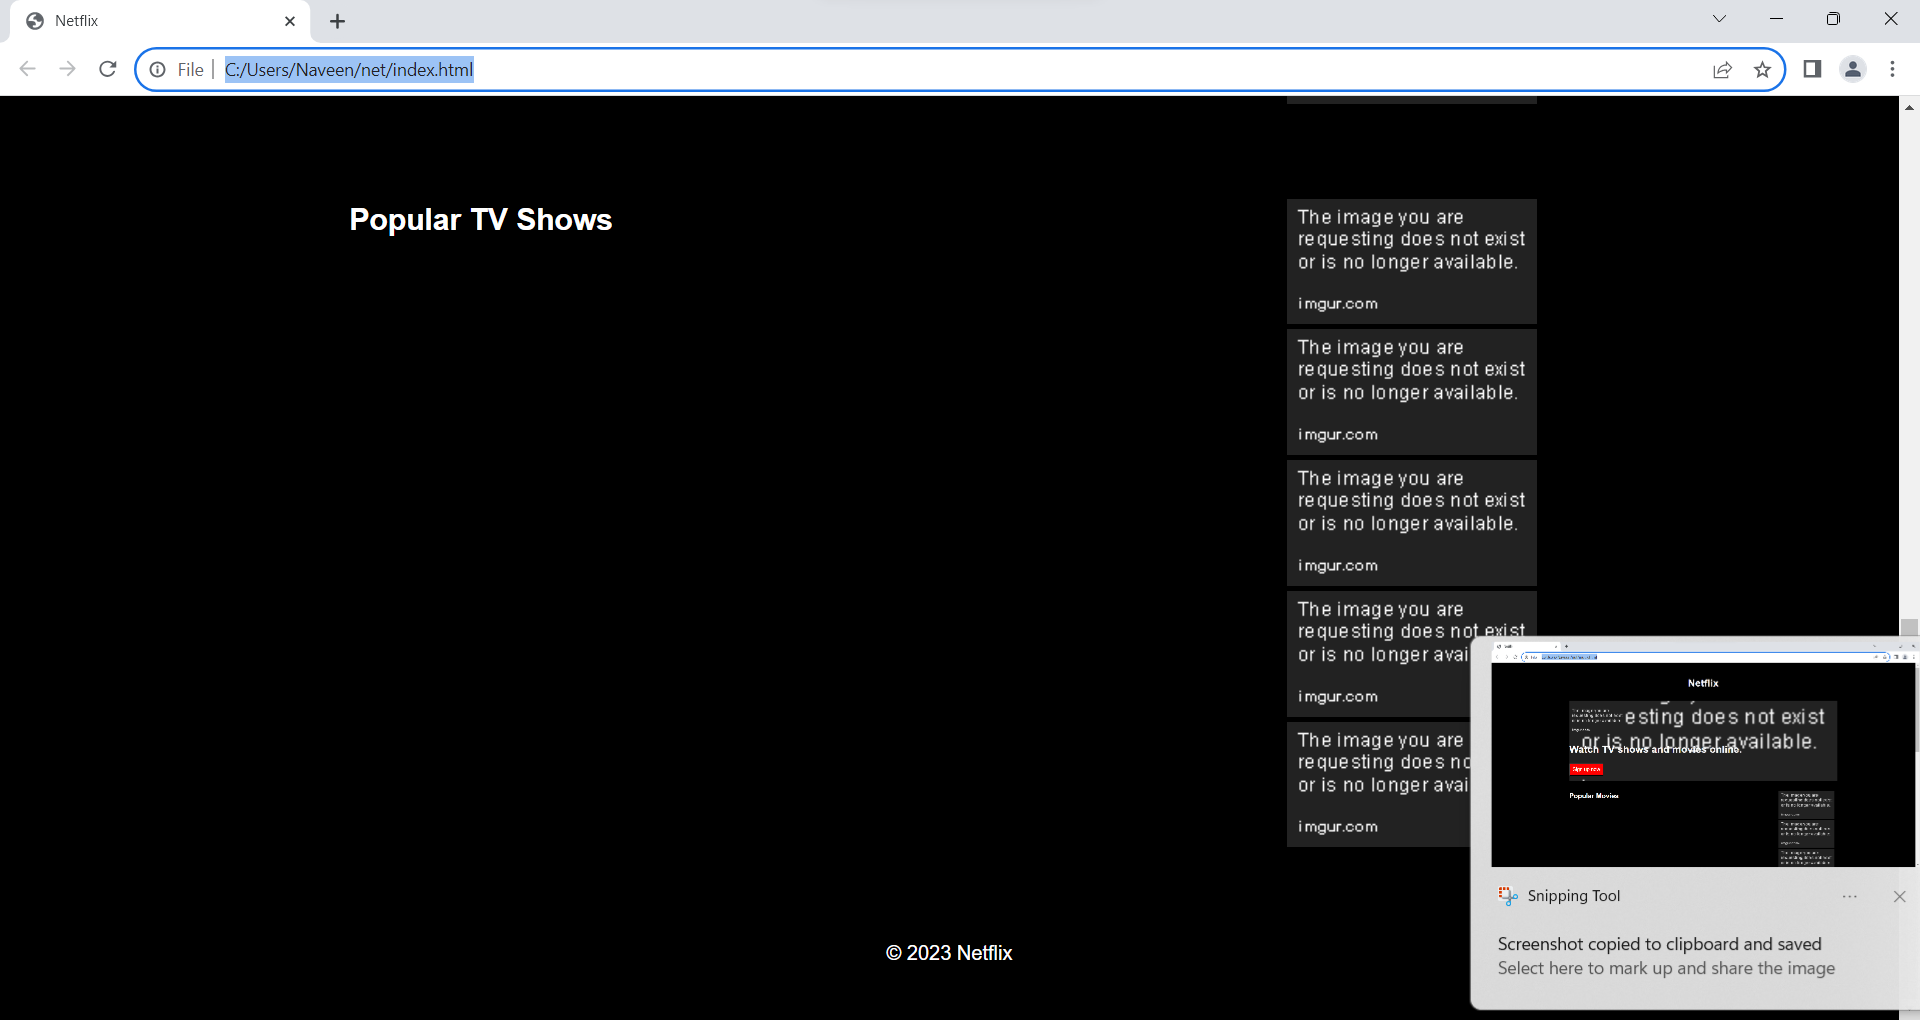 Netflix
File
C:/Users/Naveen/net/index.html
Popular TV Shows
The image you are
requesting does not exist
or is no longer available.
imgur.com
The image you are
requesting does not exist
or is no longer available.
imgur.com
The image you are
requesting does not exist
or is no longer available.
imgur.com
The image you are
requesting does not exist
or is no longer avai
imgur.com
The image you are
requesting does no
or is no longer avai
imgur.com
© 2023 Netflix
Netflix
esting does not exist
or is no longer available.
Watch TV shows and movies online.
Sign up now
Popular Movies
Snipping Tool
Screenshot copied to clipboard and saved
Select here to mark up and share the image